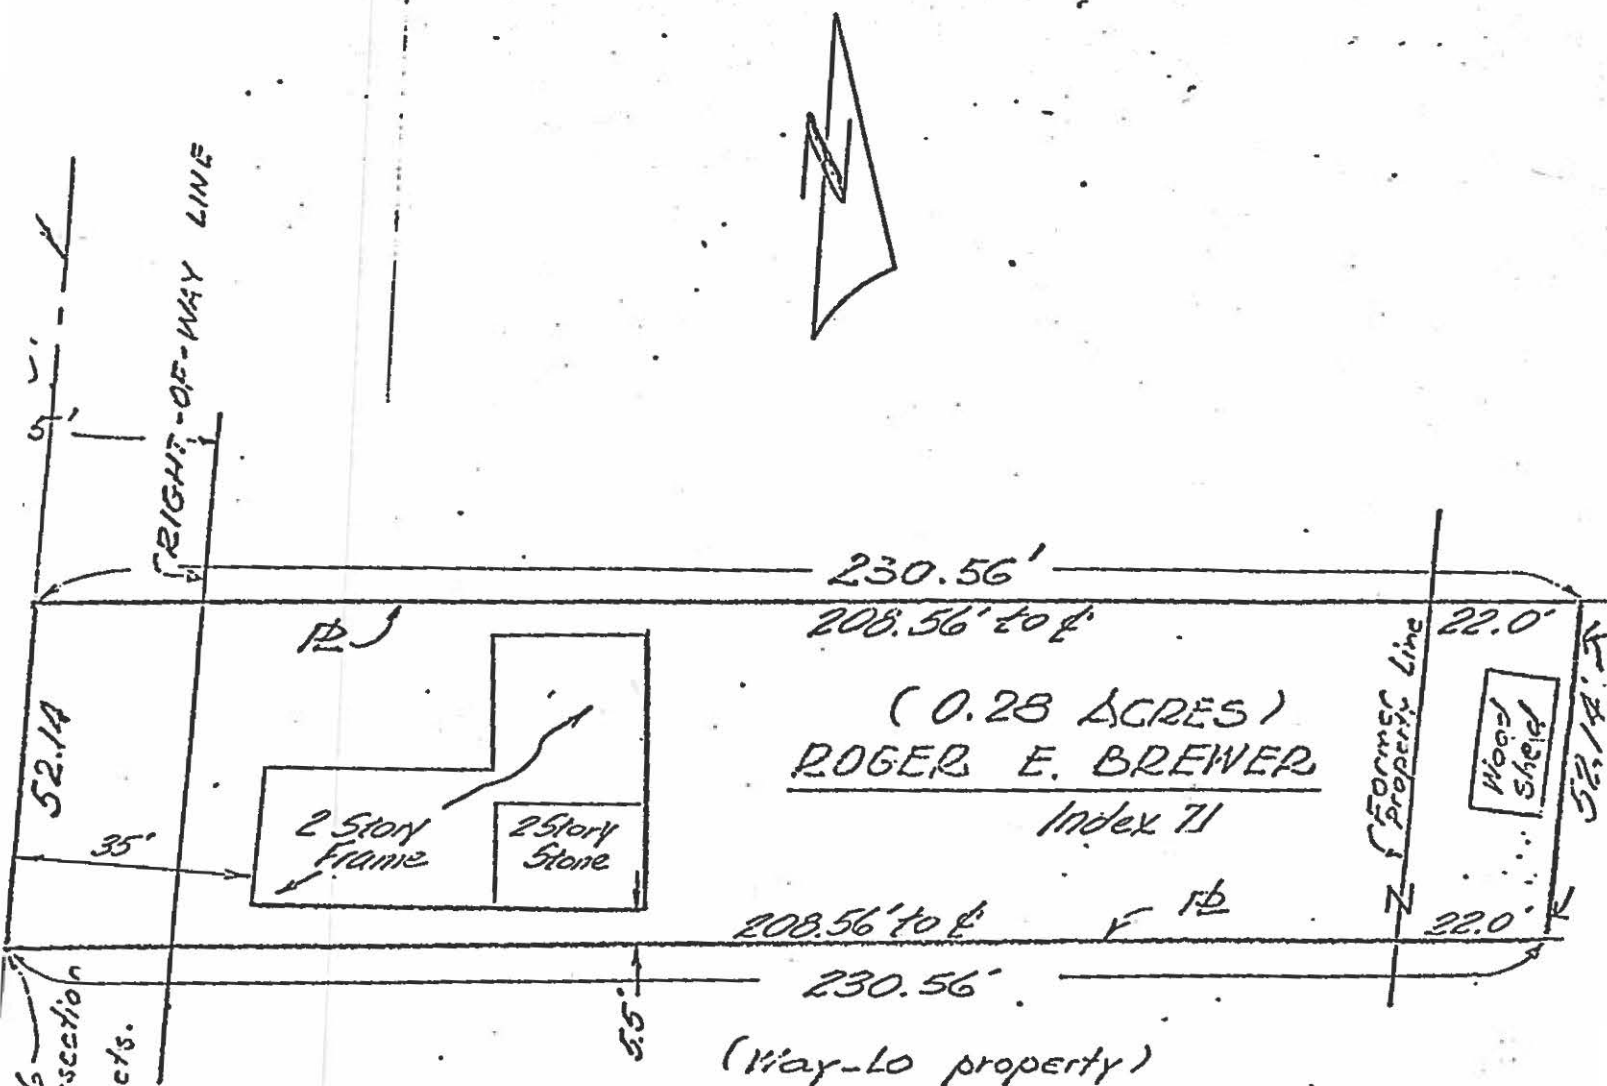 N
RIGHT-OF-WAY LINE
5'
230.56'
208.56' to ℄
22.0'
52.14
52.14'
(0.28 ACRES)
ROGER E. BREWER
Index 71
Former Property Line
Wood
Shed
35'
2 Story
Frame
2 Story
Stone
208.56' to ℄
22.0'
230.56'
5.5'
(Way-Lo property)